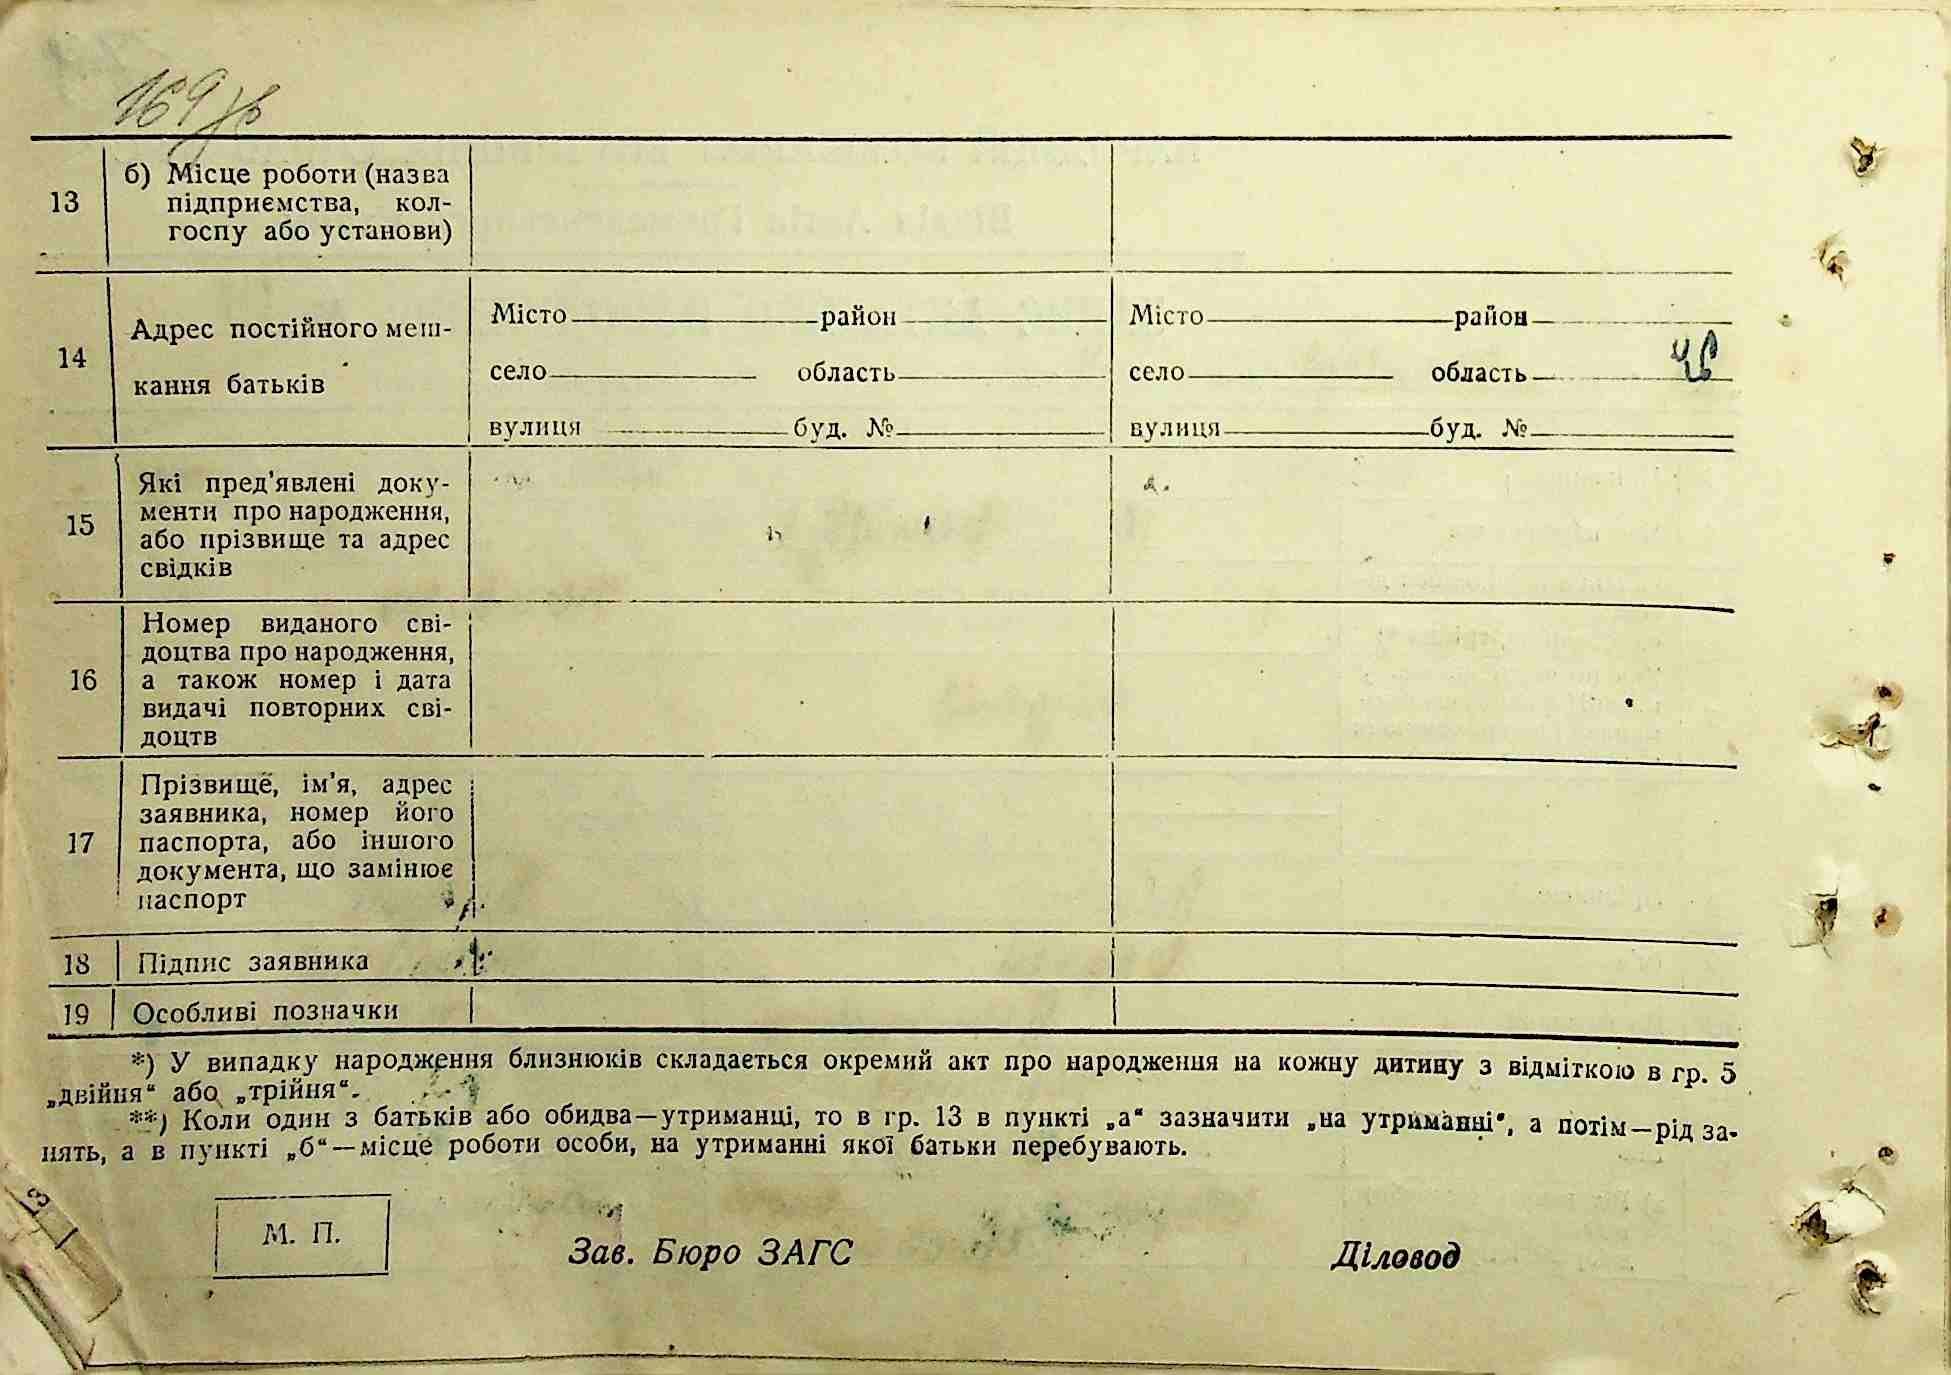 169 зв
13 б) Місце роботи (назва
підприємства, кол-
госпу або установи)
14 Адрес постійного меш-
кання батьків
Місто район
село область
вулиця буд. №
Місто район
село область
вулиця буд. №
15 Які пред’явлені доку-
менти про народження,
або прізвище та адрес
свідків
16 Номер виданого сві-
доцтва про народження,
а також номер і дата
видачі повторних сві-
доцтв
17 Прізвище, ім’я, адрес
заявника, номер його
паспорта, або іншого
документа, що замінює
паспорт
18 Підпис заявника
19 Особливі позначки
*) У випадку народження близнюків складається окремий акт про народження на кожну дитину з відміткою в гр. 5
„двійня“ або „трійня“.
**) Коли один з батьків або обидва—утриманці, то в гр. 13 в пункті „а“ зазначити „на утриманні“, а потім—рід за-
нять, а в пункті „б“—місце роботи особи, на утриманні якої батьки перебувають.
М. П.
Зав. Бюро ЗАГС Діловод